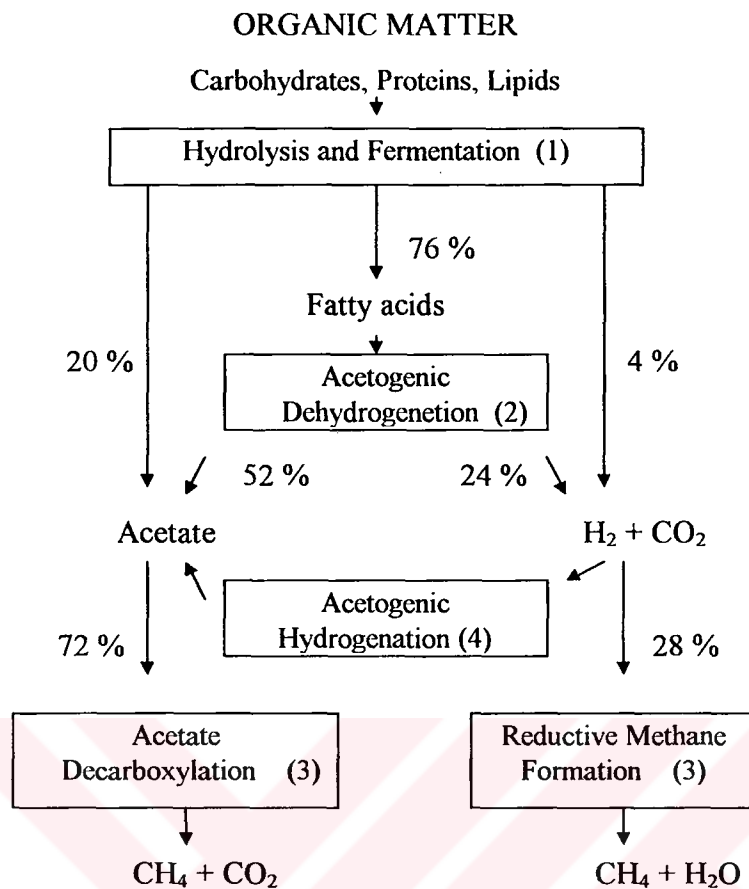 ORGANIC MATTER
Carbohydrates, Proteins, Lipids
Hydrolysis and Fermentation (1)
76 %
Fatty acids
20 %
4 %
Acetogenic
Dehydrogenetion (2)
52 %
24 %
Acetate
H₂ + CO₂
Acetogenic
Hydrogenation (4)
72 %
28 %
Acetate
Decarboxylation (3)
Reductive Methane
Formation (3)
CH₄ + CO₂
CH₄ + H₂O